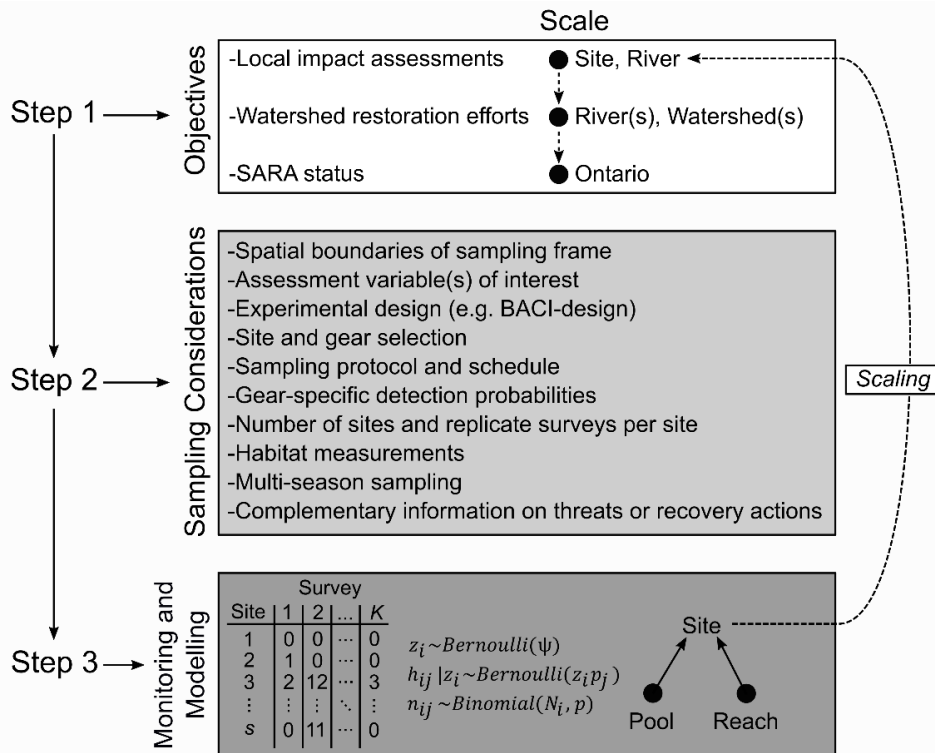 Scale
Step 1
Objectives
-Local impact assessments
Site, River
-Watershed restoration efforts
River(s), Watershed(s)
-SARA status
Ontario
Step 2
Sampling Considerations
-Spatial boundaries of sampling frame
-Assessment variable(s) of interest
-Experimental design (e.g. BACI-design)
-Site and gear selection
-Sampling protocol and schedule
-Gear-specific detection probabilities
-Number of sites and replicate surveys per site
-Habitat measurements
-Multi-season sampling
-Complementary information on threats or recovery actions
Scaling
Step 3
Monitoring and
Modelling
Survey
Site 1 2 ... K
1 0 0 ⋯ 0
2 1 0 ⋯ 0
3 2 12 ⋯ 3
⋮ ⋮ ⋮ ⋱ ⋮
s 0 11 ⋯ 0
z_i~Bernoulli(ψ)
h_ij |z_i~Bernoulli(z_i p_j)
n_ij~Binomial(N_i, p)
Site
Pool
Reach